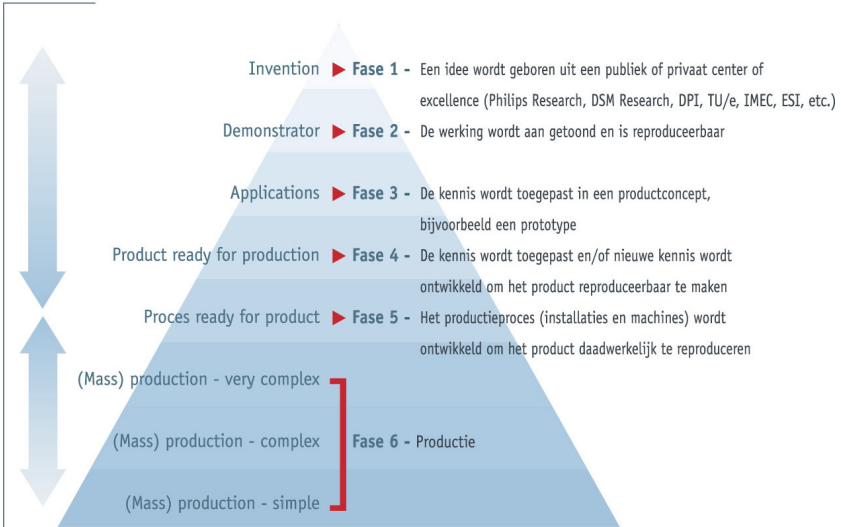 Invention ▶ Fase 1 - Een idee wordt geboren uit een publiek of privaat center of
excellence (Philips Research, DSM Research, DPI, TU/e, IMEC, ESI, etc.)
Demonstrator ▶ Fase 2 - De werking wordt aan getoond en is reproduceerbaar
Applications ▶ Fase 3 - De kennis wordt toegepast in een productconcept,
bijvoorbeeld een prototype
Product ready for production ▶ Fase 4 - De kennis wordt toegepast en/of nieuwe kennis wordt
ontwikkeld om het product reproduceerbaar te maken
Proces ready for product ▶ Fase 5 - Het productieproces (installaties en machines) wordt
ontwikkeld om het product daadwerkelijk te reproduceren
(Mass) production - very complex
(Mass) production - complex Fase 6 - Productie
(Mass) production - simple